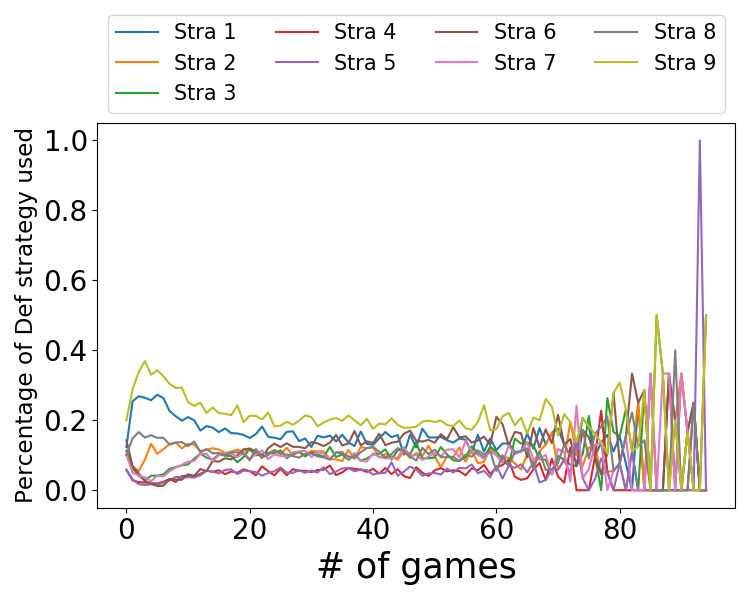 Stra 1 Stra 4 Stra 6 Stra 8
Stra 2 Stra 5 Stra 7 Stra 9
Stra 3
Percentage of Def strategy used
1.0
0.8
0.6
0.4
0.2
0.0
0 20 40 60 80
# of games